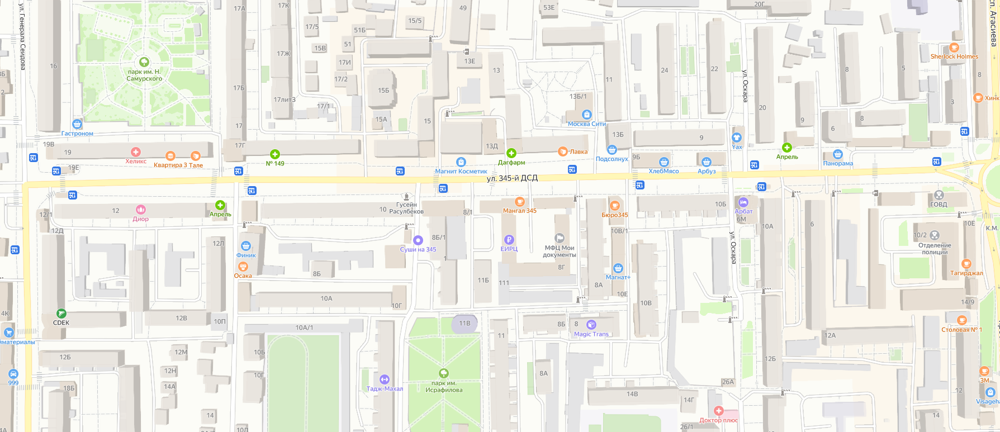 ул. Генерала Сеидова
17А
17К
49
53Е
20Г
сп. Агасиева
17/5
51Б
15/5
51
15В
16
17Ж
17И
13Е
13
Sherlock Holmes
парк им. Н.
Самурского
17Б
17/2
15Б
11
24
22
ул. Оскара
8
5
8
17лит3
17/1
13Б/1
20
3
Хинк
15А
15
Москва Сити
9
8
Гастроном
17
6
19В
17Г
13Д
13Б
9
Yax
19
Хеликс
Квартира 3
Тале
№ 149
Дагфарм
Лавка
Подсолнух
9Б
ХлебМясо
Арбуз
Апрель
Панорама
19Е
Магнит Косметик
ул. 345-й ДСД
12/1
12
Диор
Апрель
10
Гусейн
Расулбеков
8/1
Мангал 345
Бюро345
10Б
Арбат
6М
ГОВД
12Д
12Л
Финик
Суши на 345
8Б/1
ЕИРЦ
МФЦ Мои
документы
10В/1
ул. Оскара
10А
6
10/2
10Е
К.М.
Отделение
полиции
Осака
8Б
11Б
111
8Г
Магнат+
8А
10Е
Тагирджал
4К
CDEK
10А
10Г
10В
14/9
12В
10П
10А/1
11В
8Б
8
Magic Trans
Столовая № 1
йматериалы
12Б
12М
10Б
11
12А
12Б
999
12Н
10Г
Тадж-Махал
парк им.
Исрафилова
8А
26А
ЗМ
18Б
14А
14В
14Г
12
Visageha
14
Доктор плюс
14
4А
10Д
26/1